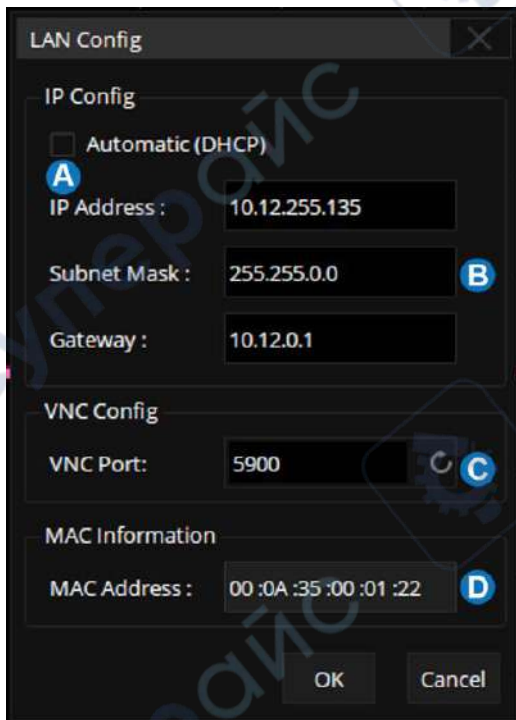 LAN Config
IP Config
Automatic (DHCP)
A
IP Address : 10.12.255.135
Subnet Mask : 255.255.0.0 B
Gateway : 10.12.0.1
VNC Config
VNC Port: 5900 C
MAC Information
MAC Address : 00 :0A :35 :00 :01 :22 D
OK Cancel